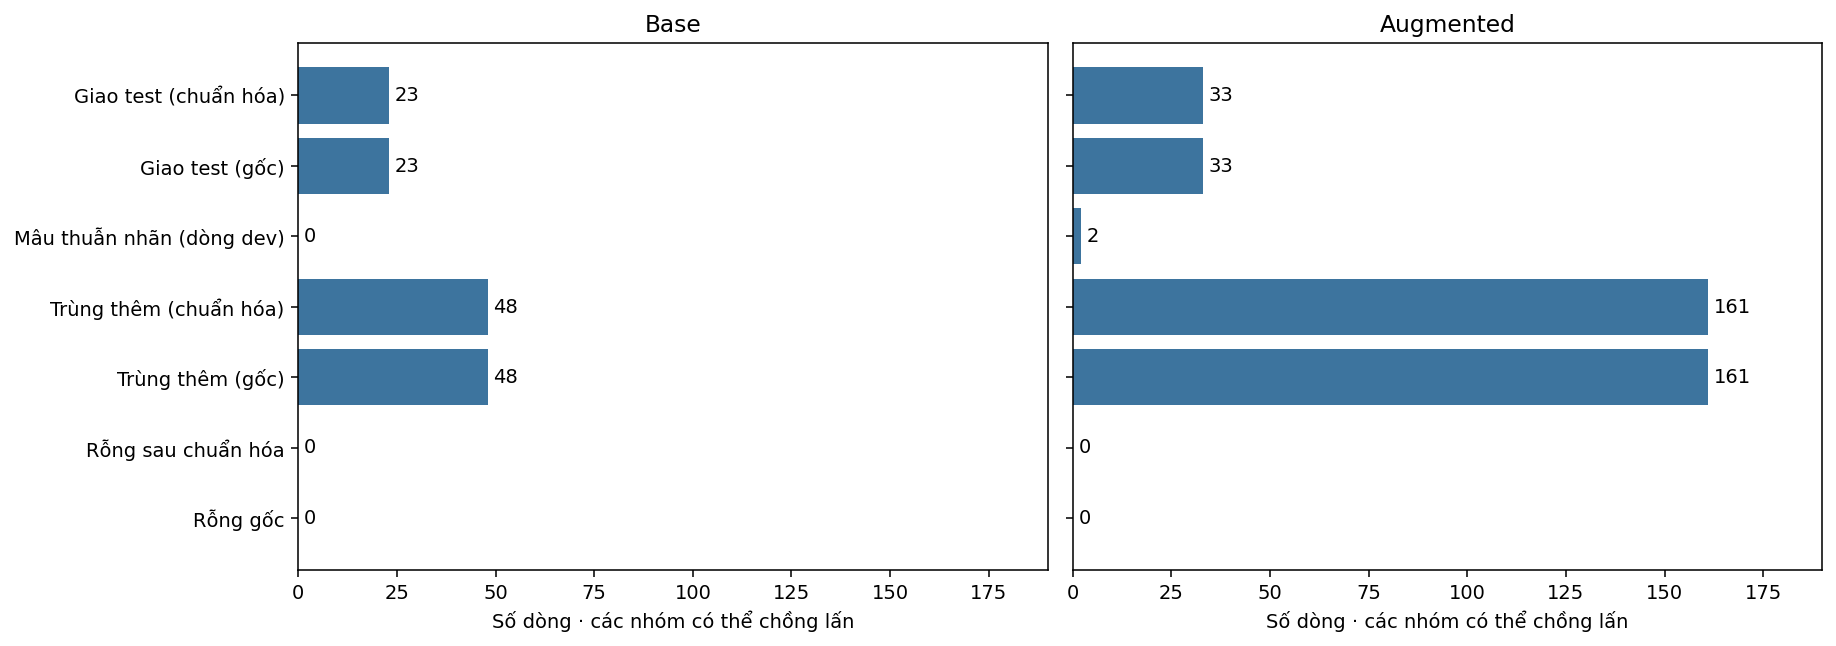 Base
Augmented
Giao test (chuẩn hóa)
23
33
Giao test (gốc)
23
33
Mâu thuẫn nhãn (dòng dev)
0
2
Trùng thêm (chuẩn hóa)
48
161
Trùng thêm (gốc)
48
161
Rỗng sau chuẩn hóa
0
0
Rỗng gốc
0
0
0 25 50 75 100 125 150 175
0 25 50 75 100 125 150 175
Số dòng · các nhóm có thể chồng lấn
Số dòng · các nhóm có thể chồng lấn